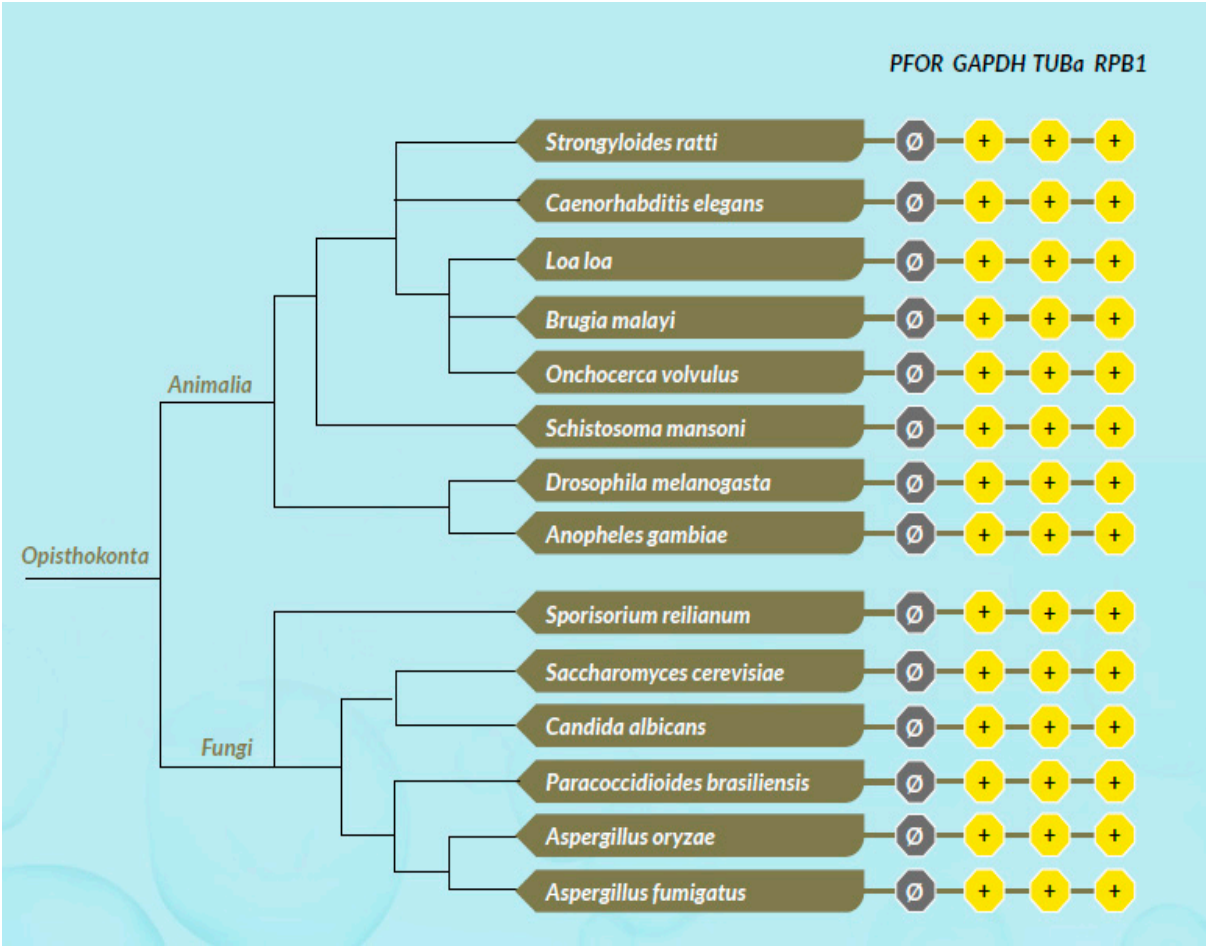 PFOR GAPDH TUBa RPB1
Strongyloides ratti Ø + + +
Caenorhabditis elegans Ø + + +
Loa loa Ø + + +
Brugia malayi Ø + + +
Onchocerca volvulus Ø + + +
Animalia
Schistosoma mansoni Ø + + +
Drosophila melanogasta Ø + + +
Anopheles gambiae Ø + + +
Opisthokonta
Sporisorium reilianum Ø + + +
Saccharomyces cerevisiae Ø + + +
Candida albicans Ø + + +
Fungi
Paracoccidioides brasiliensis Ø + + +
Aspergillus oryzae Ø + + +
Aspergillus fumigatus Ø + + +